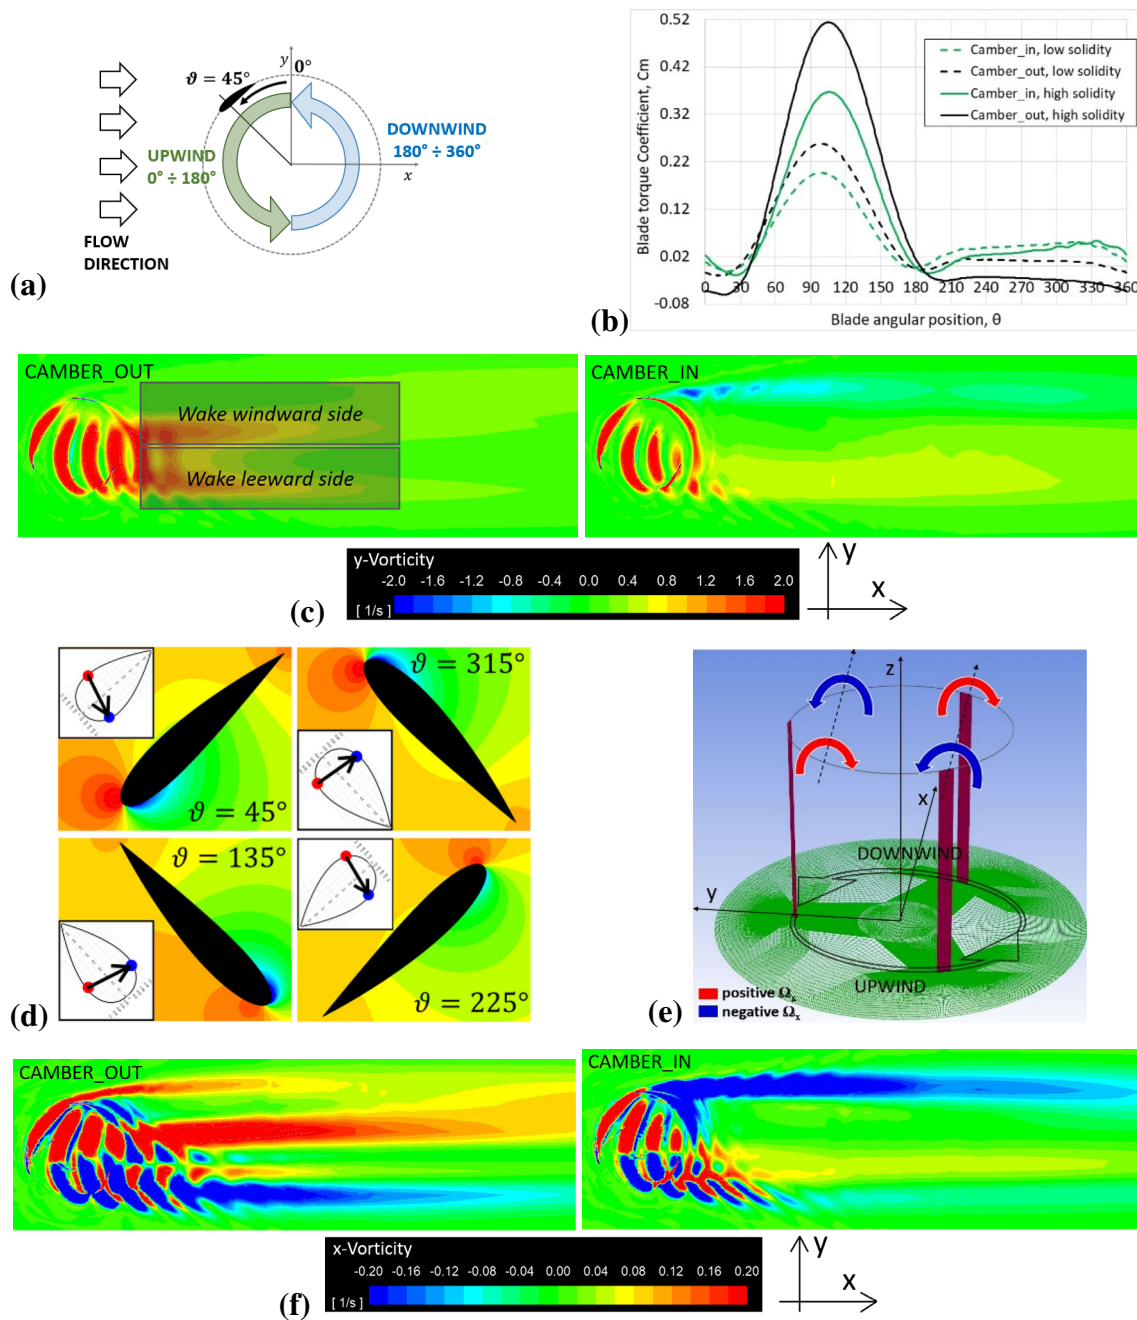 y
0°
ϑ = 45°
UPWIND
0° ÷ 180°
DOWNWIND
180° ÷ 360°
x
FLOW
DIRECTION
(a)
Blade torque Coefficient, Cm
0.52
0.42
0.32
0.22
0.12
0.02
-0.08
Camber_in, low solidity
Camber_out, low solidity
Camber_in, high solidity
Camber_out, high solidity
0 30 60 90 120 150 180 210 240 270 300 330 360
Blade angular position, θ
(b)
CAMBER_OUT
Wake windward side
Wake leeward side
CAMBER_IN
y-Vorticity
-2.0 -1.6 -1.2 -0.8 -0.4 0.0 0.4 0.8 1.2 1.6 2.0
[ 1/s ]
y
x
(c)
ϑ = 45°
ϑ = 315°
ϑ = 135°
ϑ = 225°
(d)
z
x
y
DOWNWIND
UPWIND
positive Ωx
negative Ωx
(e)
CAMBER_OUT
CAMBER_IN
x-Vorticity
-0.20 -0.16 -0.12 -0.08 -0.04 0.00 0.04 0.08 0.12 0.16 0.20
[ 1/s ]
y
x
(f)